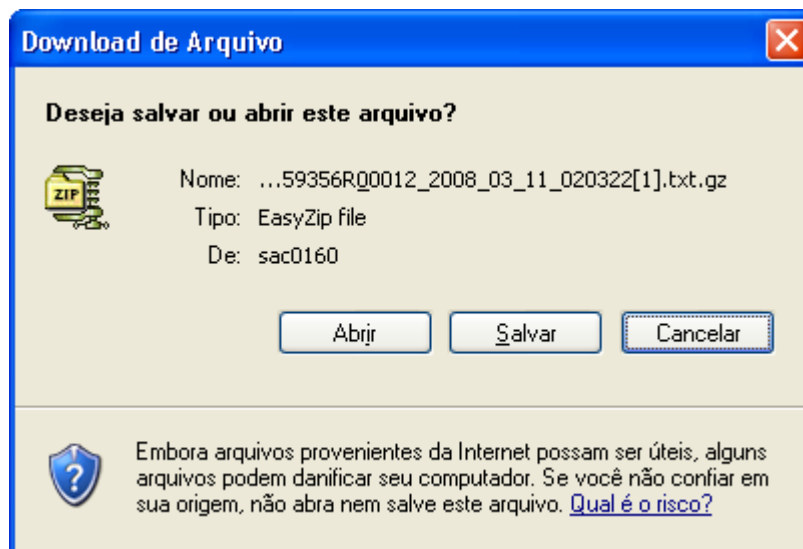 Download de Arquivo
Deseja salvar ou abrir este arquivo?
ZIP
Nome: ...59356R00012_2008_03_11_020322[1].txt.gz
Tipo: EasyZip file
De: sac0160
Abrir Salvar Cancelar
Embora arquivos provenientes da Internet possam ser úteis, alguns
arquivos podem danificar seu computador. Se você não confiar em
sua origem, não abra nem salve este arquivo. Qual é o risco?